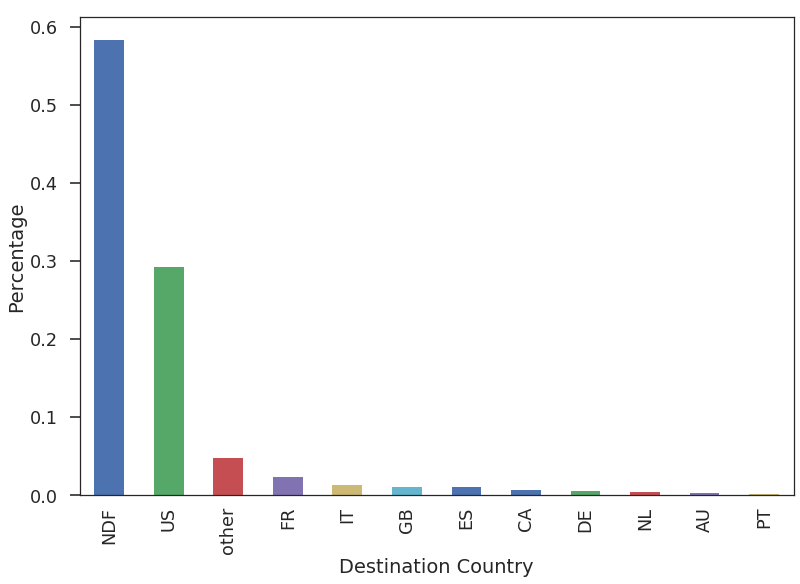 0.6
0.5
0.4
0.3
0.2
0.1
0.0
Percentage
NDF
US
other
FR
IT
GB
ES
CA
DE
NL
AU
PT
Destination Country